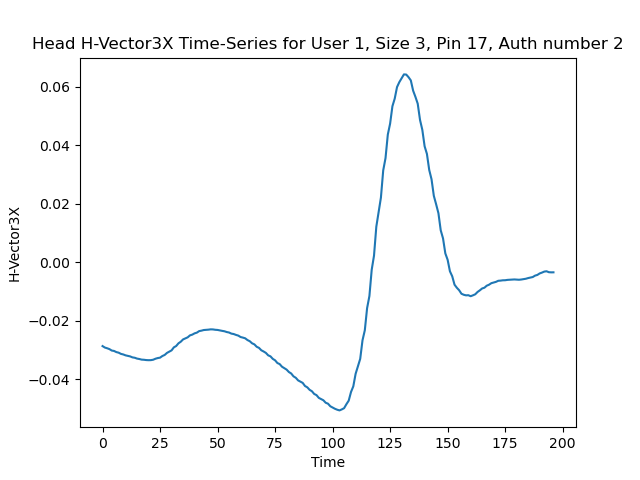 Head H-Vector3X Time-Series for User 1, Size 3, Pin 17, Auth number 2
H-Vector3X
0.06
0.04
0.02
0.00
−0.02
−0.04
0 25 50 75 100 125 150 175 200
Time